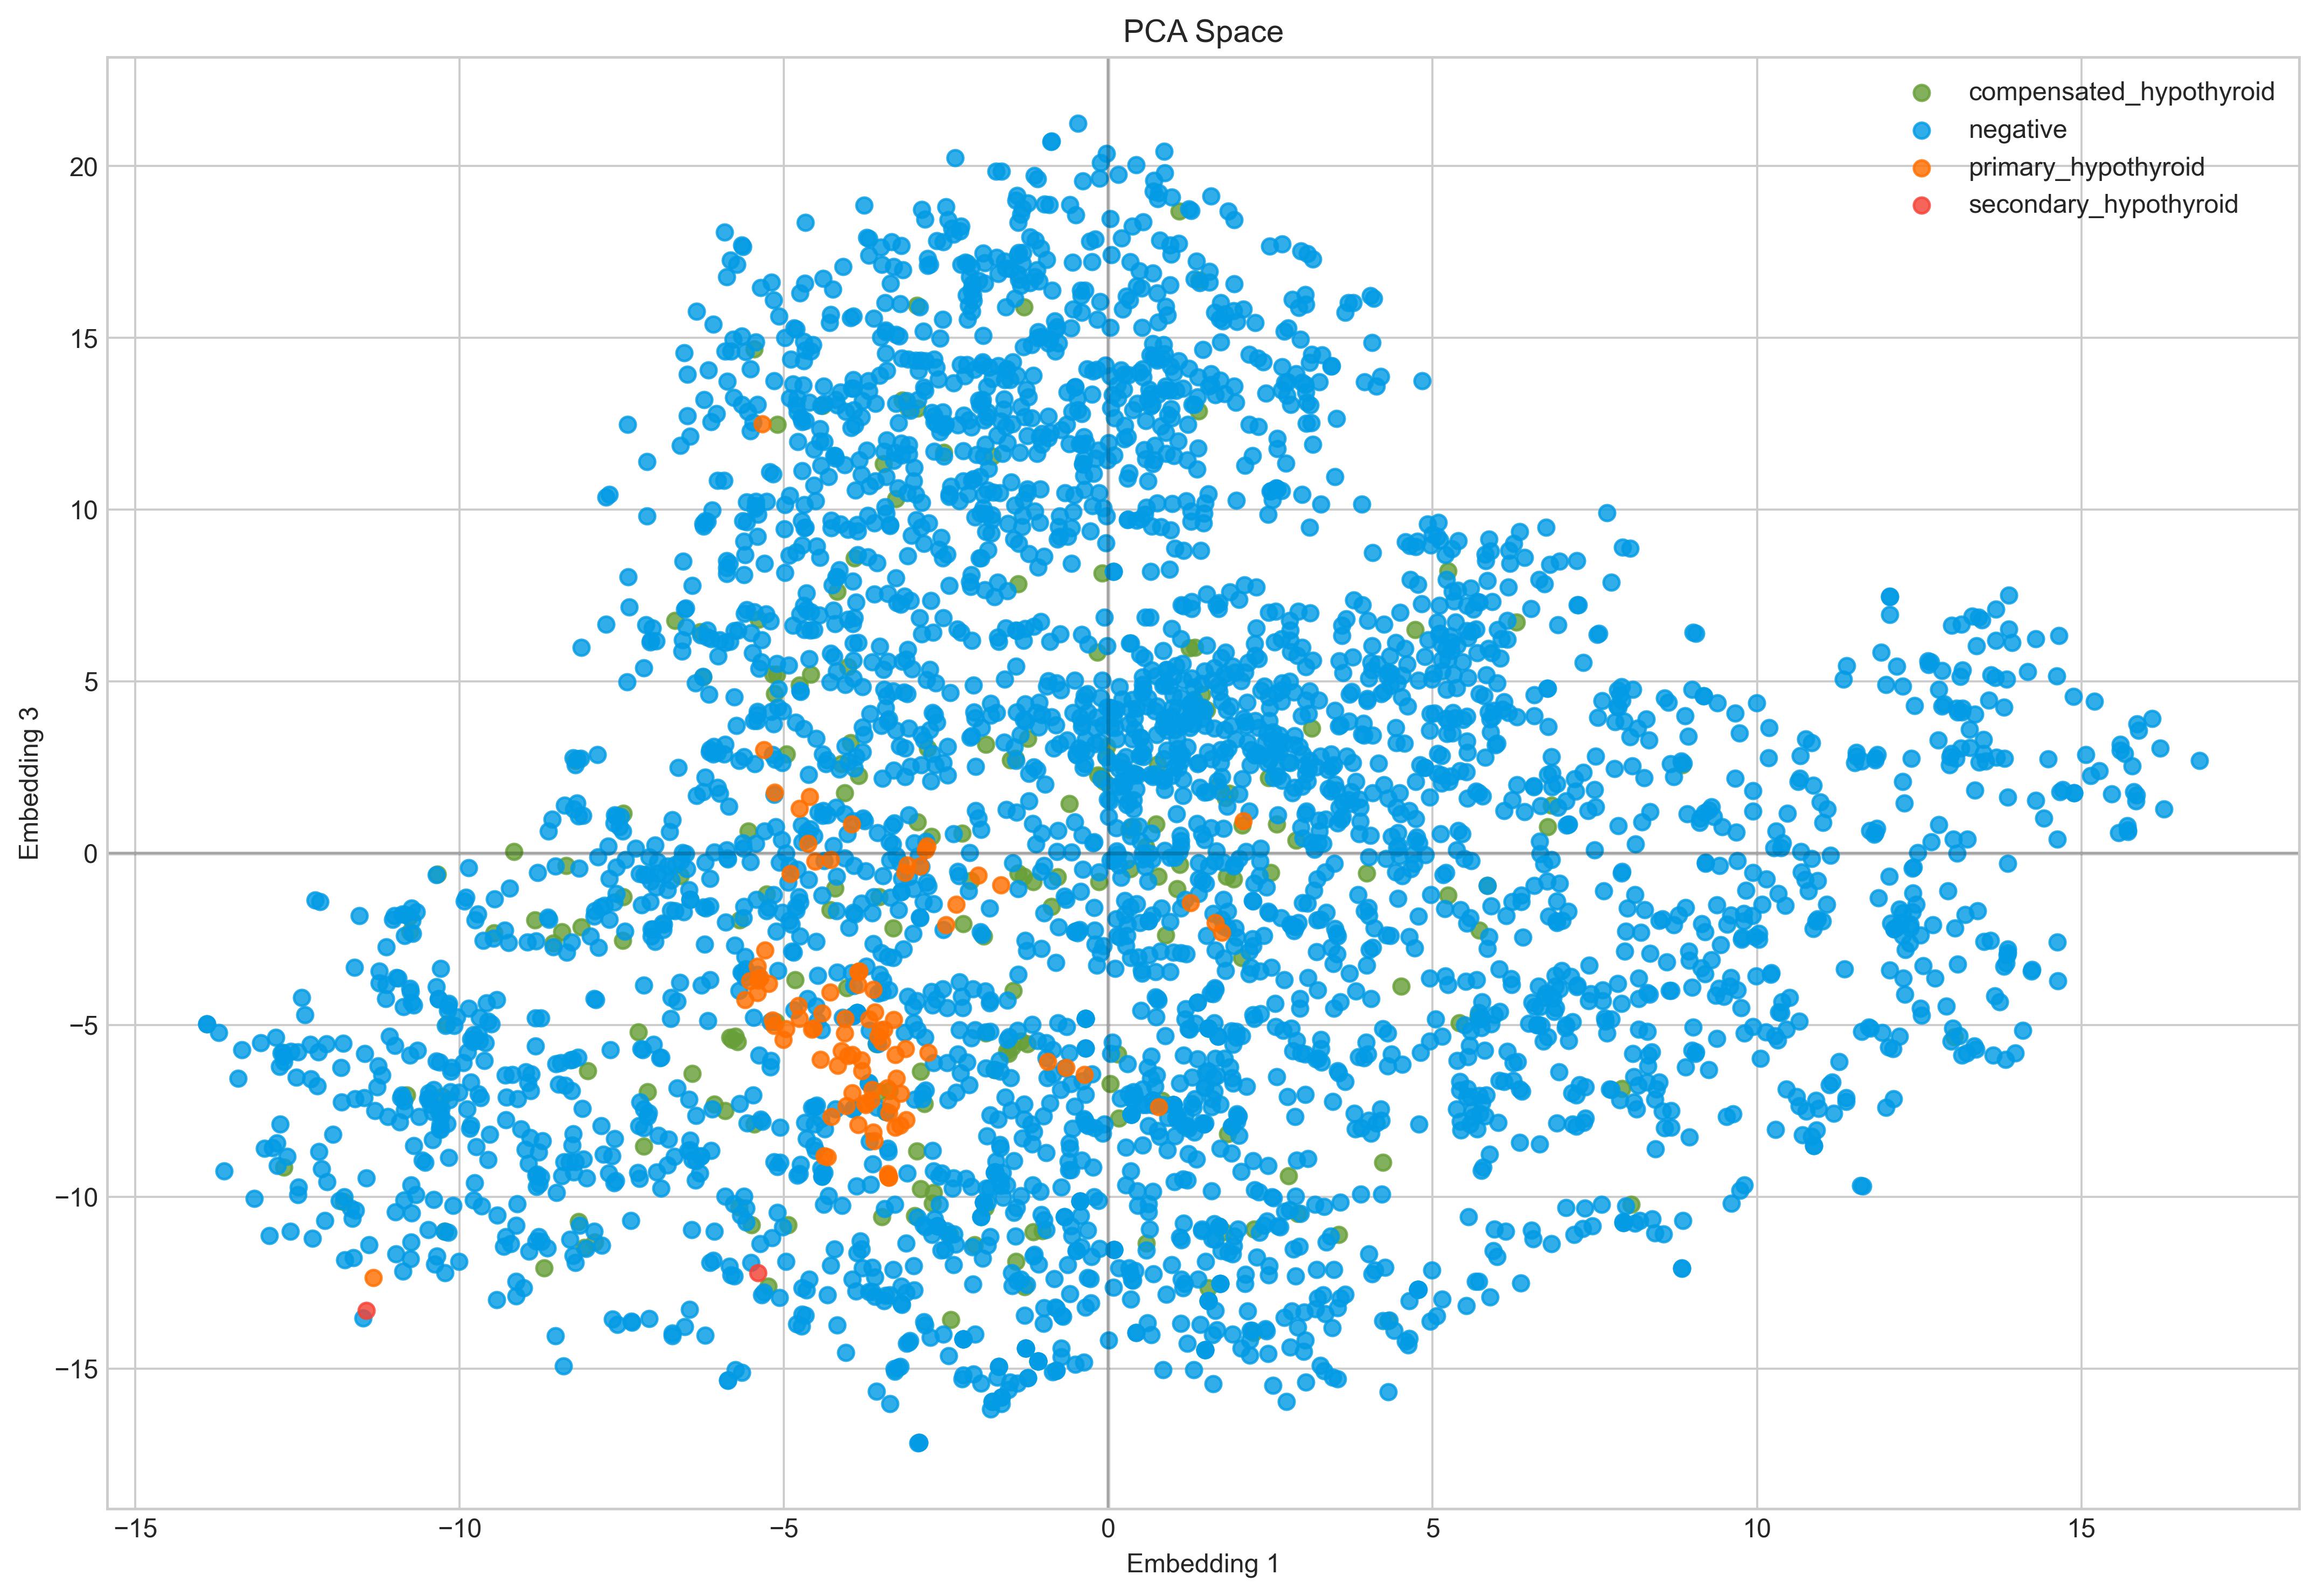 PCA Space
compensated_hypothyroid
negative
primary_hypothyroid
secondary_hypothyroid
20
15
10
5
0
−5
−10
−15
Embedding 3
−15
−10
−5
0
5
10
15
Embedding 1